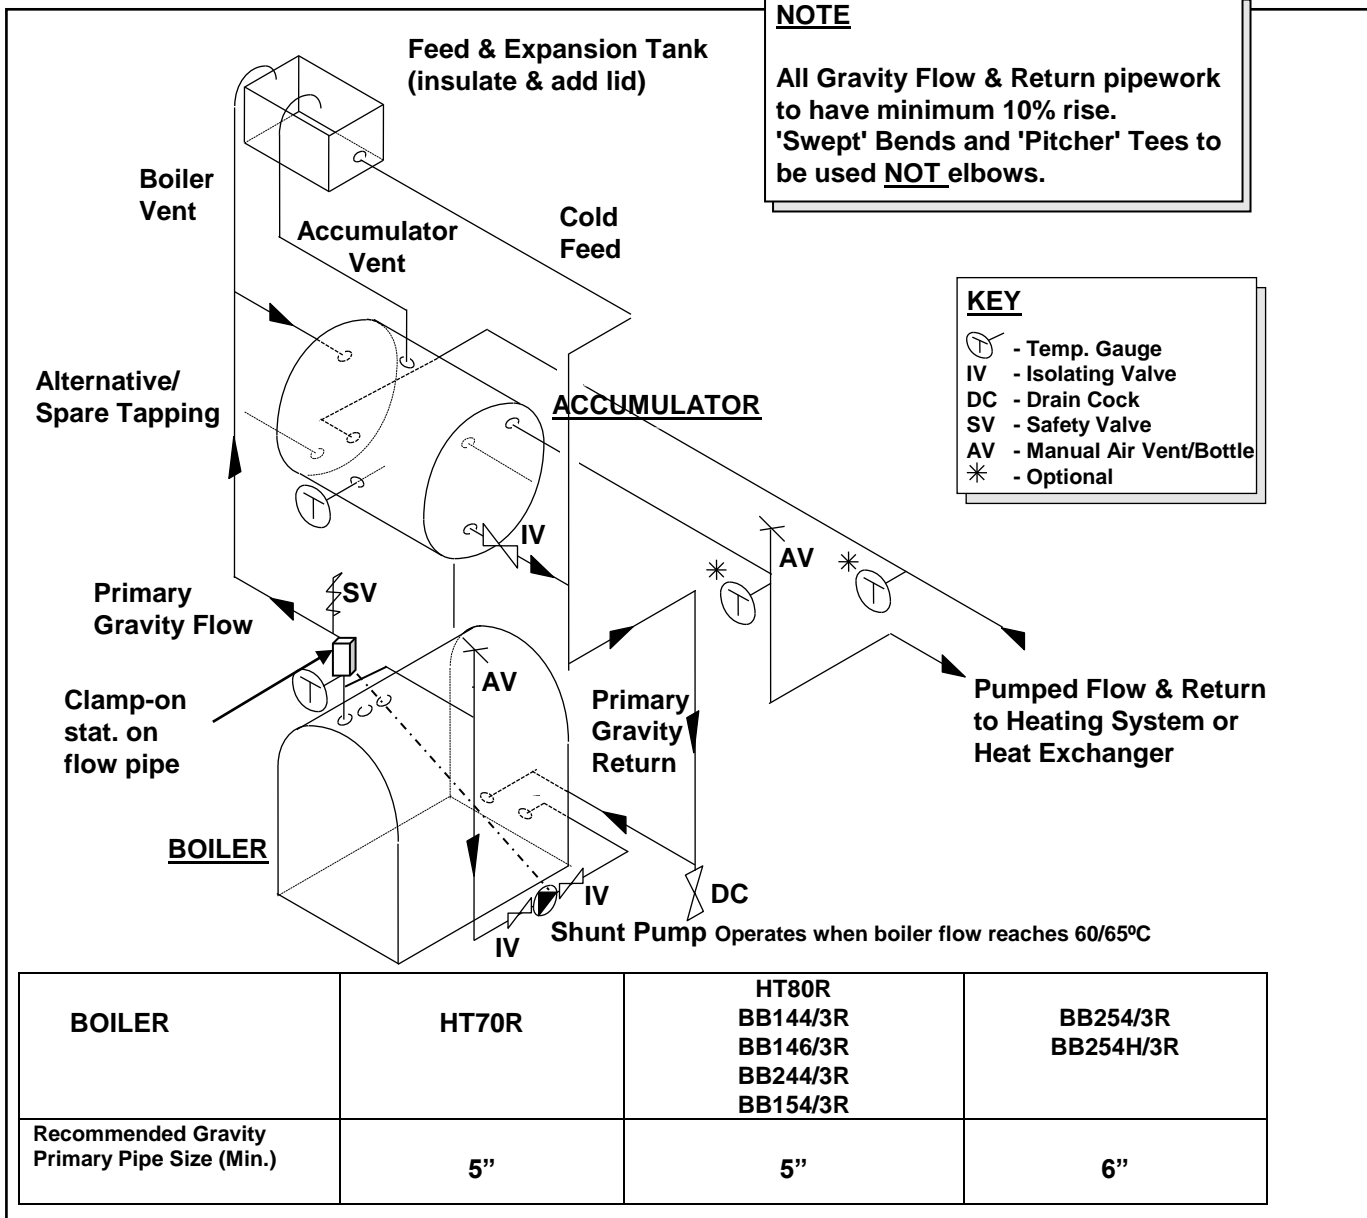 NOTE
All Gravity Flow & Return pipework
to have minimum 10% rise.
'Swept' Bends and 'Pitcher' Tees to
be used NOT elbows.
Feed & Expansion Tank
(insulate & add lid)
Boiler
Vent
Accumulator
Vent
Cold
Feed
KEY
T - Temp. Gauge
IV - Isolating Valve
DC - Drain Cock
SV - Safety Valve
AV - Manual Air Vent/Bottle
✳ - Optional
Alternative/
Spare Tapping
ACCUMULATOR
T
IV
AV
✳
T
✳
T
Primary
Gravity Flow
SV
T
Clamp-on
stat. on
flow pipe
AV
Primary
Gravity
Return
Pumped Flow & Return
to Heating System or
Heat Exchanger
BOILER
IV
IV
DC
Shunt Pump Operates when boiler flow reaches 60/65ºC
BOILER
HT70R
HT80R
BB144/3R
BB146/3R
BB244/3R
BB154/3R
BB254/3R
BB254H/3R
Recommended Gravity
Primary Pipe Size (Min.)
5”
5”
6”